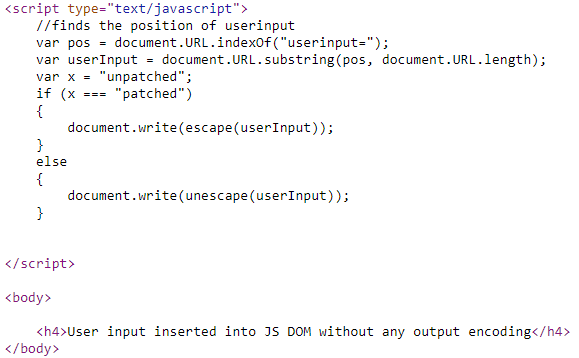 <script type="text/javascript">
//finds the position of userinput
var pos = document.URL.indexOf("userinput=");
var userInput = document.URL.substring(pos, document.URL.length);
var x = "unpatched";
if (x === "patched")
{
document.write(escape(userInput));
}
else
{
document.write(unescape(userInput));
}
</script>
<body>
<h4>User input inserted into JS DOM without any output encoding</h4>
</body>